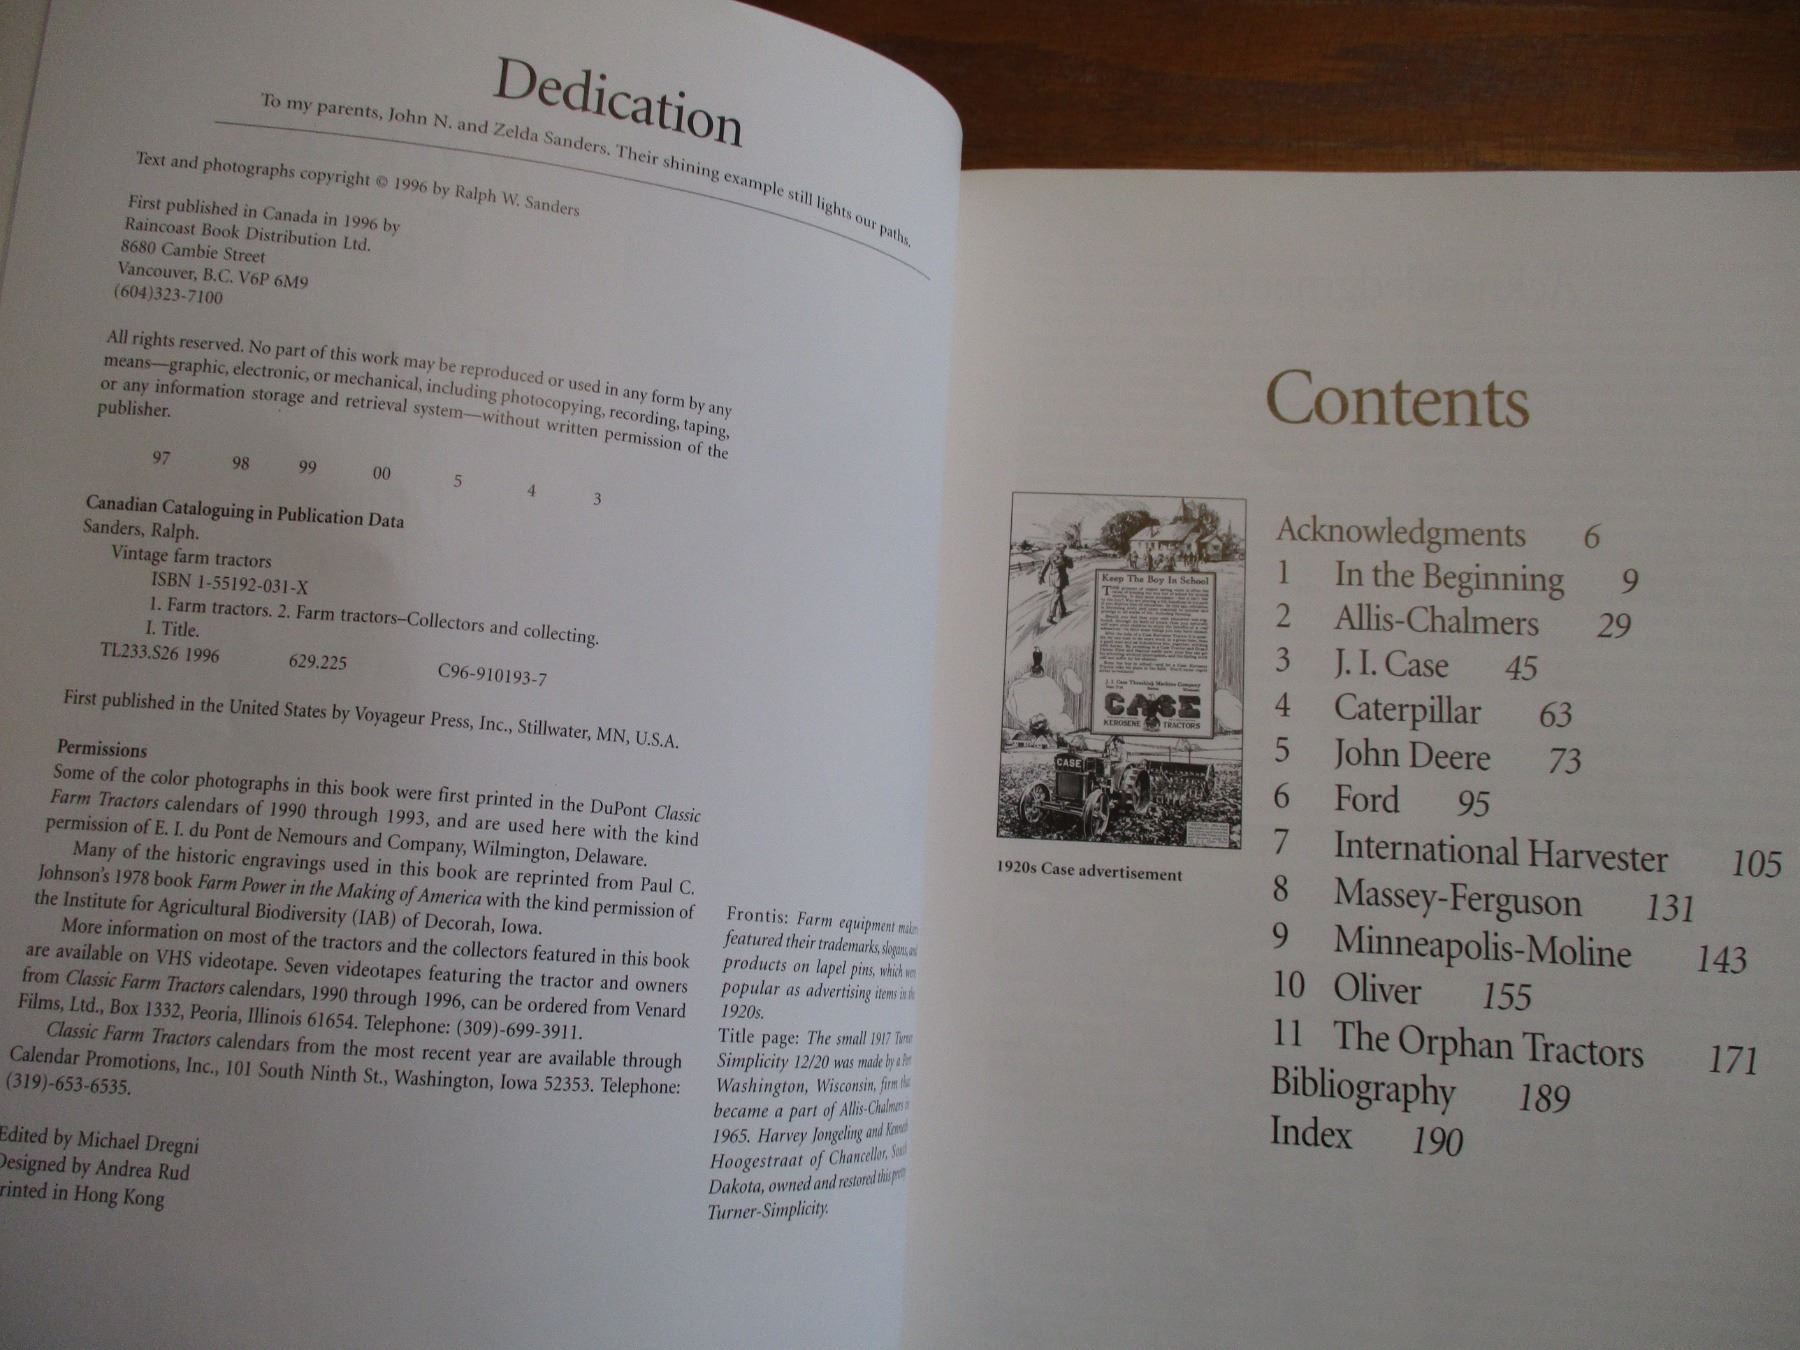 Dedication
To my parents, John N. and Zelda Sanders. Their shining example still lights our paths.
Text and photographs copyright © 1996 by Ralph W. Sanders
First published in Canada in 1996 by
Raincoast Book Distribution Ltd.
8680 Cambie Street
Vancouver, B.C. V6P 6M9
(604)323-7100
All rights reserved. No part of this work may be reproduced or used in any form by any
means—graphic, electronic, or mechanical, including photocopying, recording, taping,
or any information storage and retrieval system—without written permission of the
publisher.
97 98 99 00 5 4 3
Canadian Cataloguing in Publication Data
Sanders, Ralph.
Vintage farm tractors
ISBN 1-55192-031-X
1. Farm tractors. 2. Farm tractors–Collectors and collecting.
I. Title.
TL233.S26 1996 629.225 C96-910193-7
First published in the United States by Voyageur Press, Inc., Stillwater, MN, U.S.A.
Permissions
Some of the color photographs in this book were first printed in the DuPont Classic
Farm Tractors calendars of 1990 through 1993, and are used here with the kind
permission of E. I. du Pont de Nemours and Company, Wilmington, Delaware.
Many of the historic engravings used in this book are reprinted from Paul C.
Johnson's 1978 book Farm Power in the Making of America with the kind permission of
the Institute for Agricultural Biodiversity (IAB) of Decorah, Iowa.
More information on most of the tractors and the collectors featured in this book
are available on VHS videotape. Seven videotapes featuring the tractor and owners
from Classic Farm Tractors calendars, 1990 through 1996, can be ordered from Venard
Films, Ltd., Box 1332, Peoria, Illinois 61654. Telephone: (309)-699-3911.
Classic Farm Tractors calendars from the most recent year are available through
Calendar Promotions, Inc., 101 South Ninth St., Washington, Iowa 52353. Telephone:
(319)-653-6535.
Edited by Michael Dregni
Designed by Andrea Rud
rinted in Hong Kong
Frontis: Farm equipment
featured their trademarks, slogans, and
products on lapel pins, which were
popular as advertising items in the
1920s.
Title page: The small 1917 Turner
Simplicity 12/20 was made by a Port
Washington, Wisconsin, firm that
became a part of Allis-Chalmers in
1965. Harvey Jongeling and Kenneth
Hoogestraat of Chancellor, South
Dakota, owned and restored this pretty
Turner-Simplicity.
Contents
Keep The Boy In School
J. I. Case Threshing Machine Company
CASE
KEROSENE TRACTORS
CASE
1920s Case advertisement
Acknowledgments 6
1 In the Beginning 9
2 Allis-Chalmers 29
3 J. I. Case 45
4 Caterpillar 63
5 John Deere 73
6 Ford 95
7 International Harvester 105
8 Massey-Ferguson 131
9 Minneapolis-Moline 143
10 Oliver 155
11 The Orphan Tractors 171
Bibliography 189
Index 190